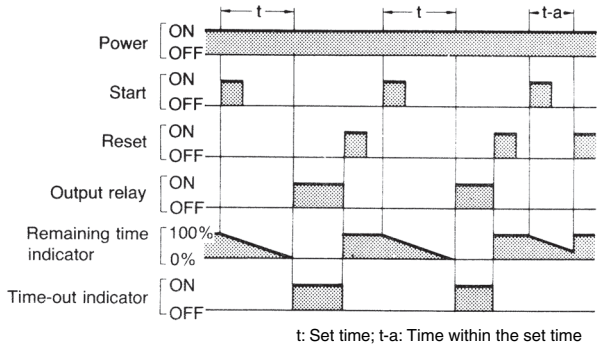 t t t-a
Power ON
OFF
Start ON
OFF
Reset ON
OFF
Output relay ON
OFF
Remaining time indicator 100%
0%
Time-out indicator ON
OFF
t: Set time; t-a: Time within the set time